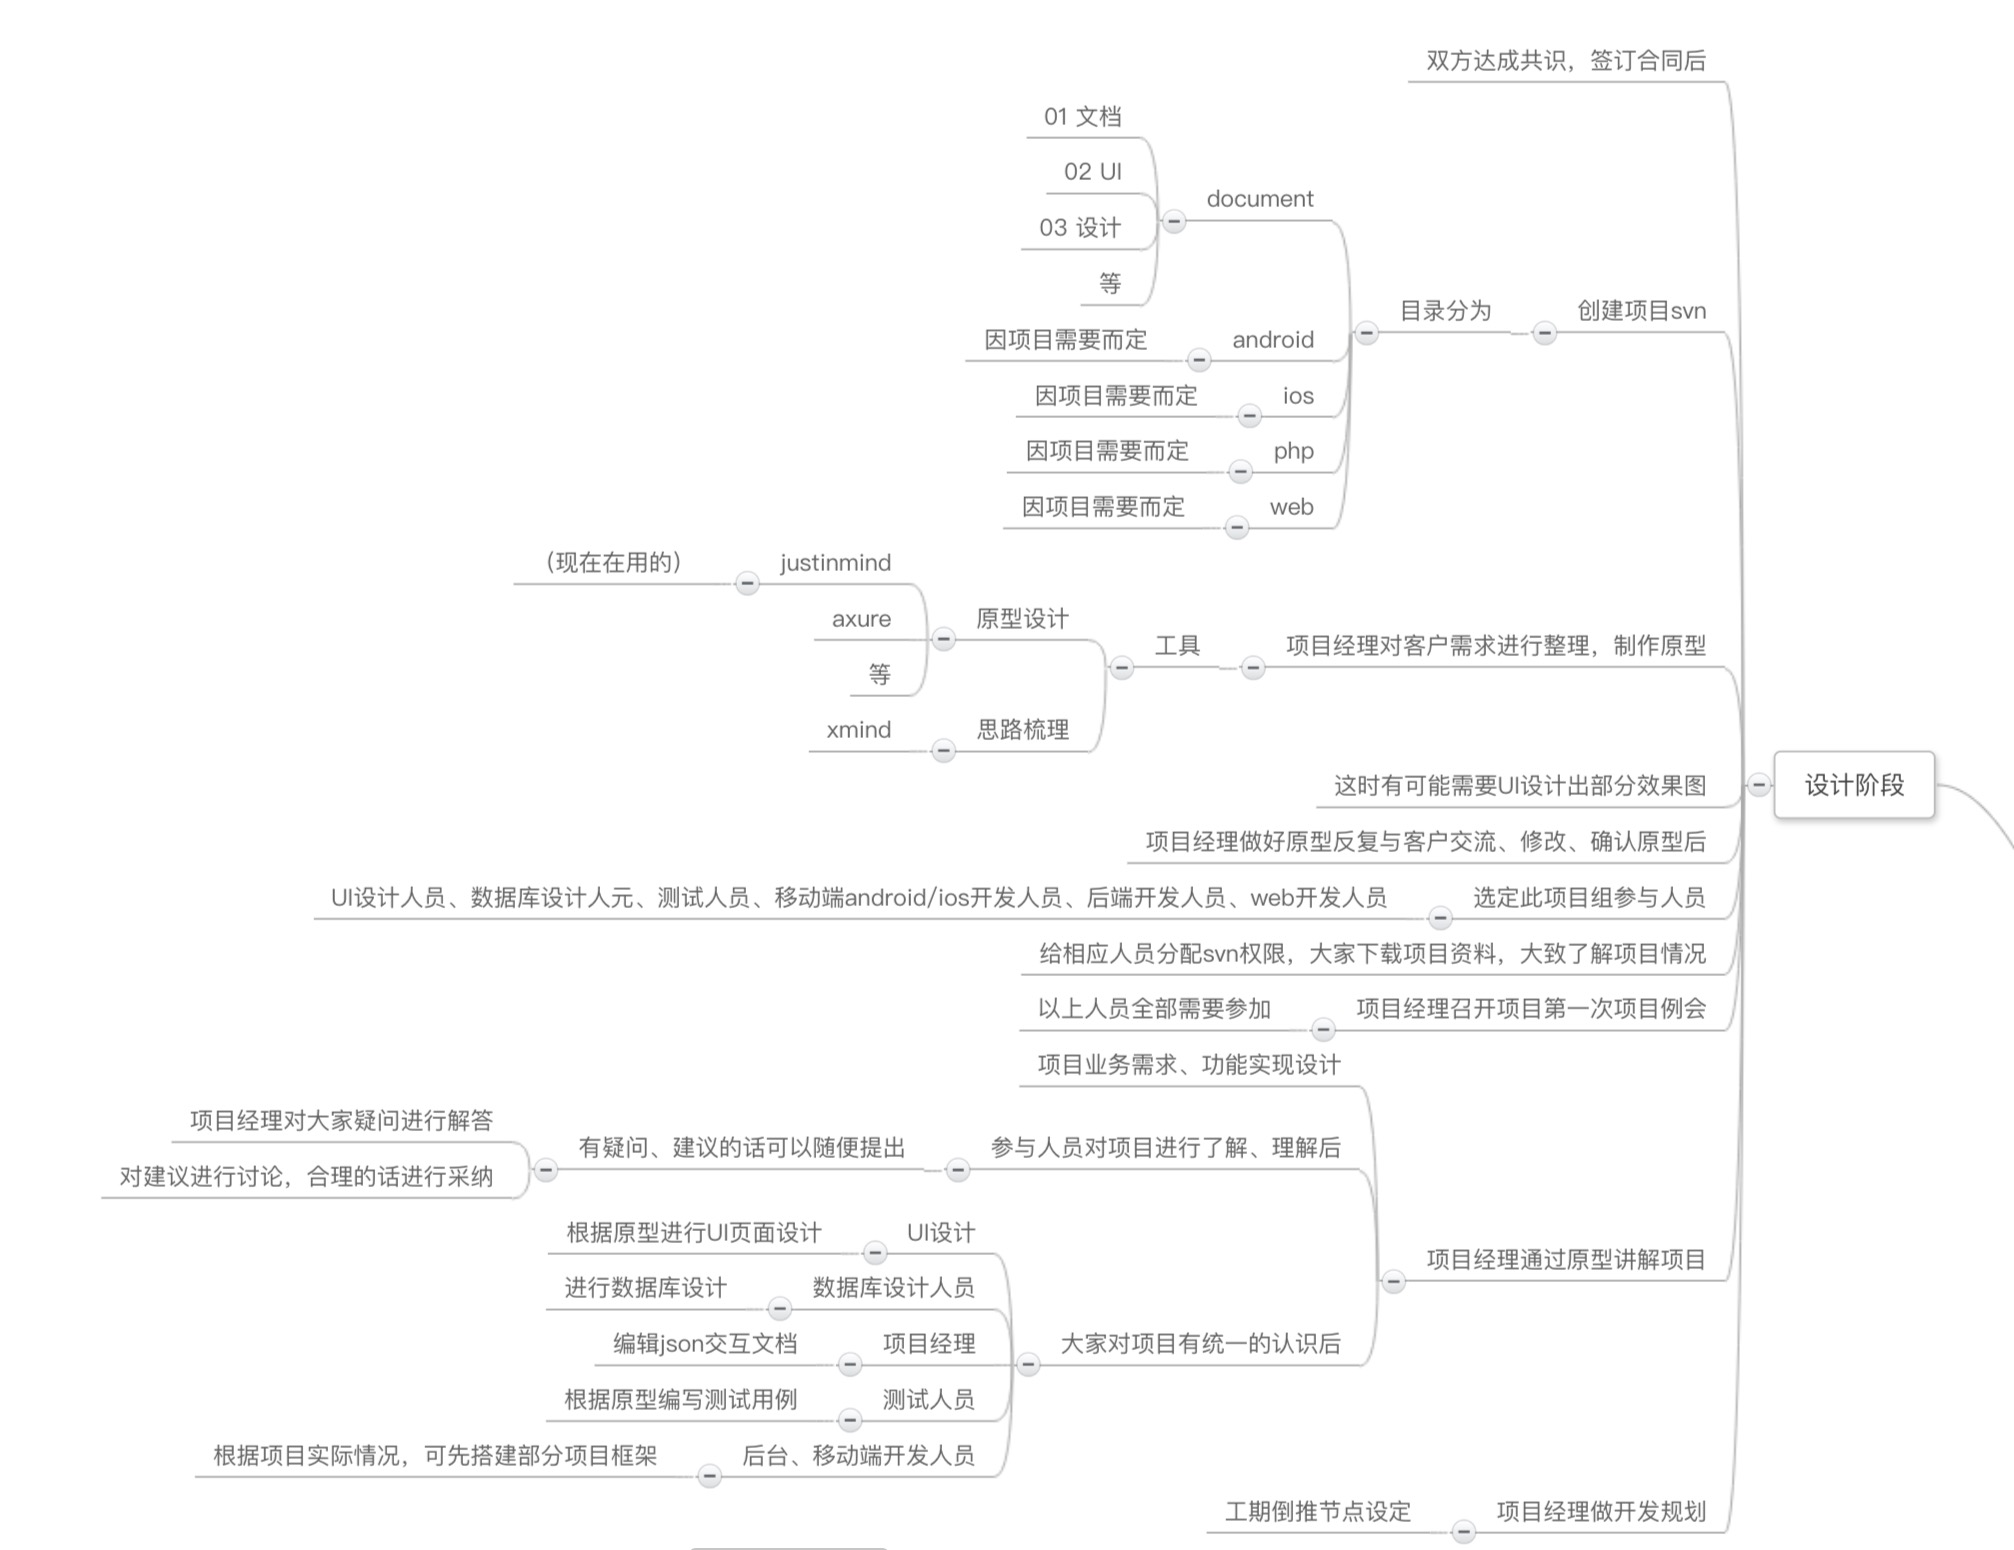 双方达成共识，签订合同后
01 文档
02 UI
document
03 设计
等
目录分为
创建项目svn
因项目需要而定
android
因项目需要而定
ios
因项目需要而定
php
因项目需要而定
web
（现在在用的）
justinmind
axure
原型设计
等
工具
项目经理对客户需求进行整理，制作原型
xmind
思路梳理
设计阶段
这时有可能需要UI设计出部分效果图
项目经理做好原型反复与客户交流、修改、确认原型后
UI设计人员、数据库设计人元、测试人员、移动端android/ios开发人员、后端开发人员、web开发人员
选定此项目组参与人员
给相应人员分配svn权限，大家下载项目资料，大致了解项目情况
以上人员全部需要参加
项目经理召开项目第一次项目例会
项目业务需求、功能实现设计
项目经理对大家疑问进行解答
有疑问、建议的话可以随便提出
参与人员对项目进行了解、理解后
对建议进行讨论，合理的话进行采纳
根据原型进行UI页面设计
UI设计
项目经理通过原型讲解项目
进行数据库设计
数据库设计人员
编辑json交互文档
项目经理
大家对项目有统一的认识后
根据原型编写测试用例
测试人员
根据项目实际情况，可先搭建部分项目框架
后台、移动端开发人员
工期倒推节点设定
项目经理做开发规划